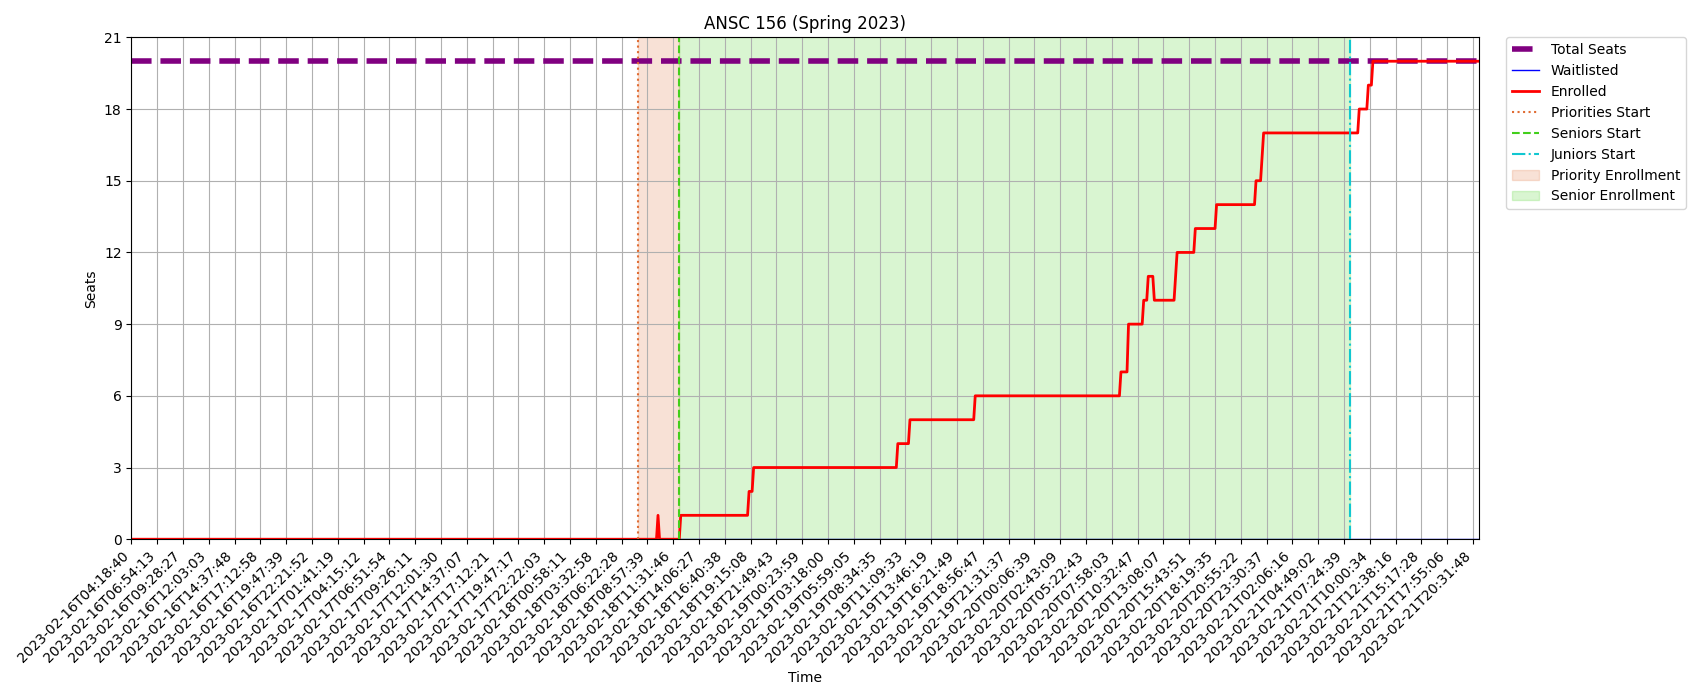 ANSC 156 (Spring 2023)
21
18
15
12
9
6
3
0
Seats
2023-02-16T04:18:40
2023-02-16T06:54:13
2023-02-16T09:28:27
2023-02-16T12:03:03
2023-02-16T14:37:48
2023-02-16T17:12:58
2023-02-16T19:47:39
2023-02-16T22:21:52
2023-02-17T01:41:19
2023-02-17T04:15:12
2023-02-17T06:51:54
2023-02-17T09:26:11
2023-02-17T12:01:30
2023-02-17T14:37:07
2023-02-17T17:12:21
2023-02-17T19:47:17
2023-02-17T22:22:03
2023-02-18T00:58:11
2023-02-18T03:32:58
2023-02-18T06:22:28
2023-02-18T08:57:39
2023-02-18T11:31:46
2023-02-18T14:06:27
2023-02-18T16:40:38
2023-02-18T19:15:08
2023-02-18T21:49:43
2023-02-19T00:23:59
2023-02-19T03:18:00
2023-02-19T05:59:05
2023-02-19T08:34:35
2023-02-19T11:09:33
2023-02-19T13:46:19
2023-02-19T16:21:49
2023-02-19T18:56:47
2023-02-19T21:31:37
2023-02-20T00:06:39
2023-02-20T02:43:09
2023-02-20T05:22:43
2023-02-20T07:58:03
2023-02-20T10:32:47
2023-02-20T13:08:07
2023-02-20T15:43:51
2023-02-20T18:19:35
2023-02-20T20:55:22
2023-02-20T23:30:37
2023-02-21T02:06:16
2023-02-21T04:49:02
2023-02-21T07:24:39
2023-02-21T10:00:34
2023-02-21T12:38:16
2023-02-21T15:17:28
2023-02-21T17:55:06
2023-02-21T20:31:48
Time
Total Seats
Waitlisted
Enrolled
Priorities Start
Seniors Start
Juniors Start
Priority Enrollment
Senior Enrollment